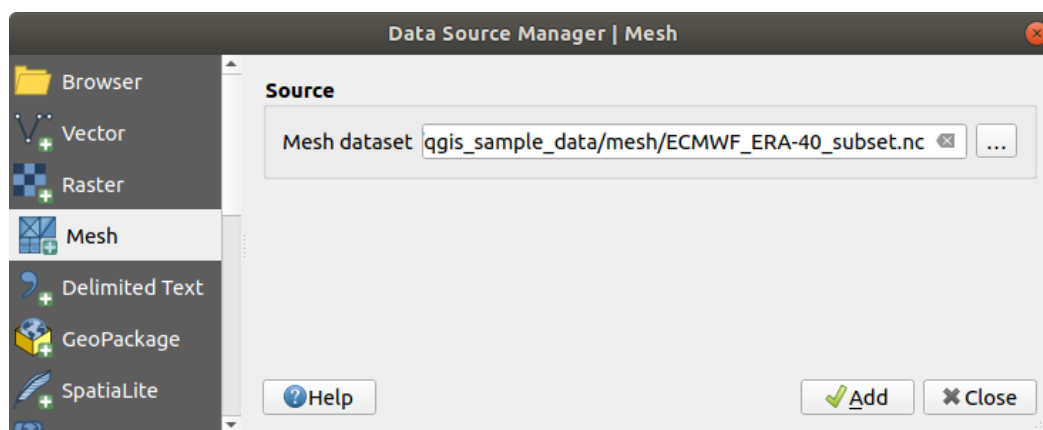 Data Source Manager | Mesh
Browser
Vector
Raster
Mesh
Delimited Text
GeoPackage
SpatiaLite
Source
Mesh dataset qgis_sample_data/mesh/ECMWF_ERA-40_subset.nc ...
Help Add Close